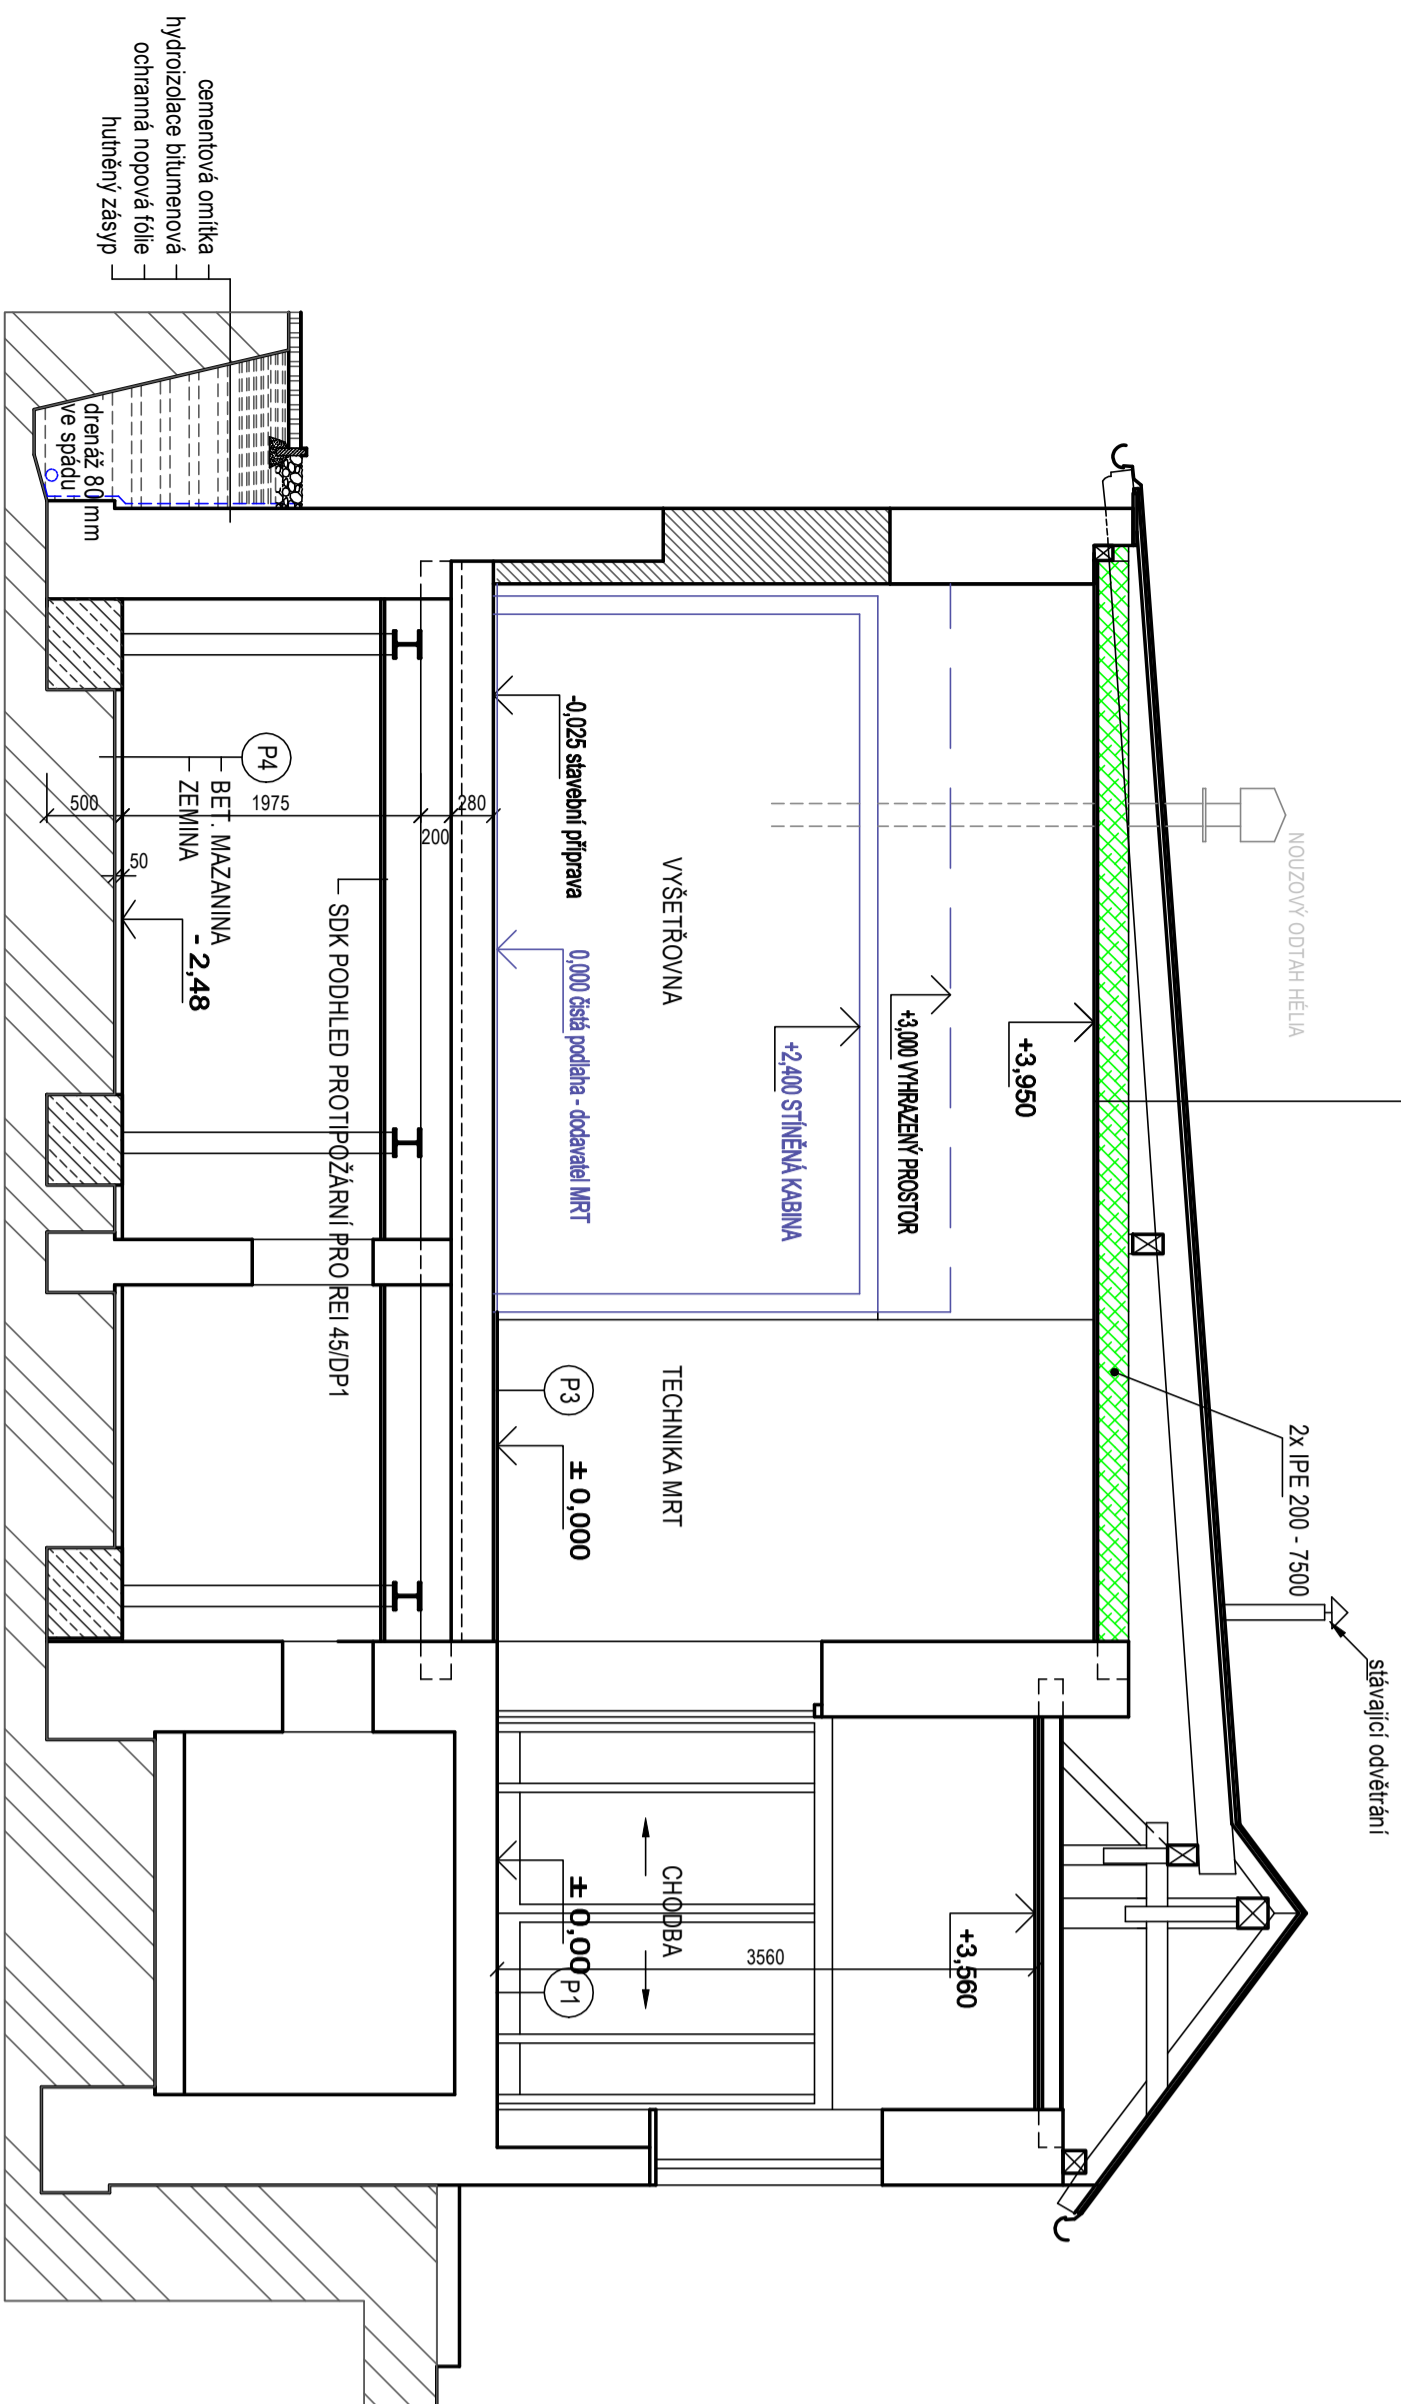 NOUZOVÝ ODTAH HÉLIA
2x IPE 200 - 7500
stávající odvětrání
+3,950
+3,000 VYHRAZENÝ PROSTOR
+2,400 STÍNĚNÁ KABINA
+3,560
3560
VYŠETŘOVNA
TECHNIKA MRT
CHODBA
-0,025 stavební příprava
0,000 čistá podlaha - dodavatel MRT
P3
± 0,000
± 0,00
P1
280
200
SDK PODHLED PROTIPOŽÁRNÍ PRO REI 45/DP1
1975
P4
BET. MAZANINA
ZEMINA
- 2,48
50
500
cementová omítka
hydroizolace bitumenová
ochranná nopová fólie
hutněný zásyp
drenáž 80 mm
ve spádu